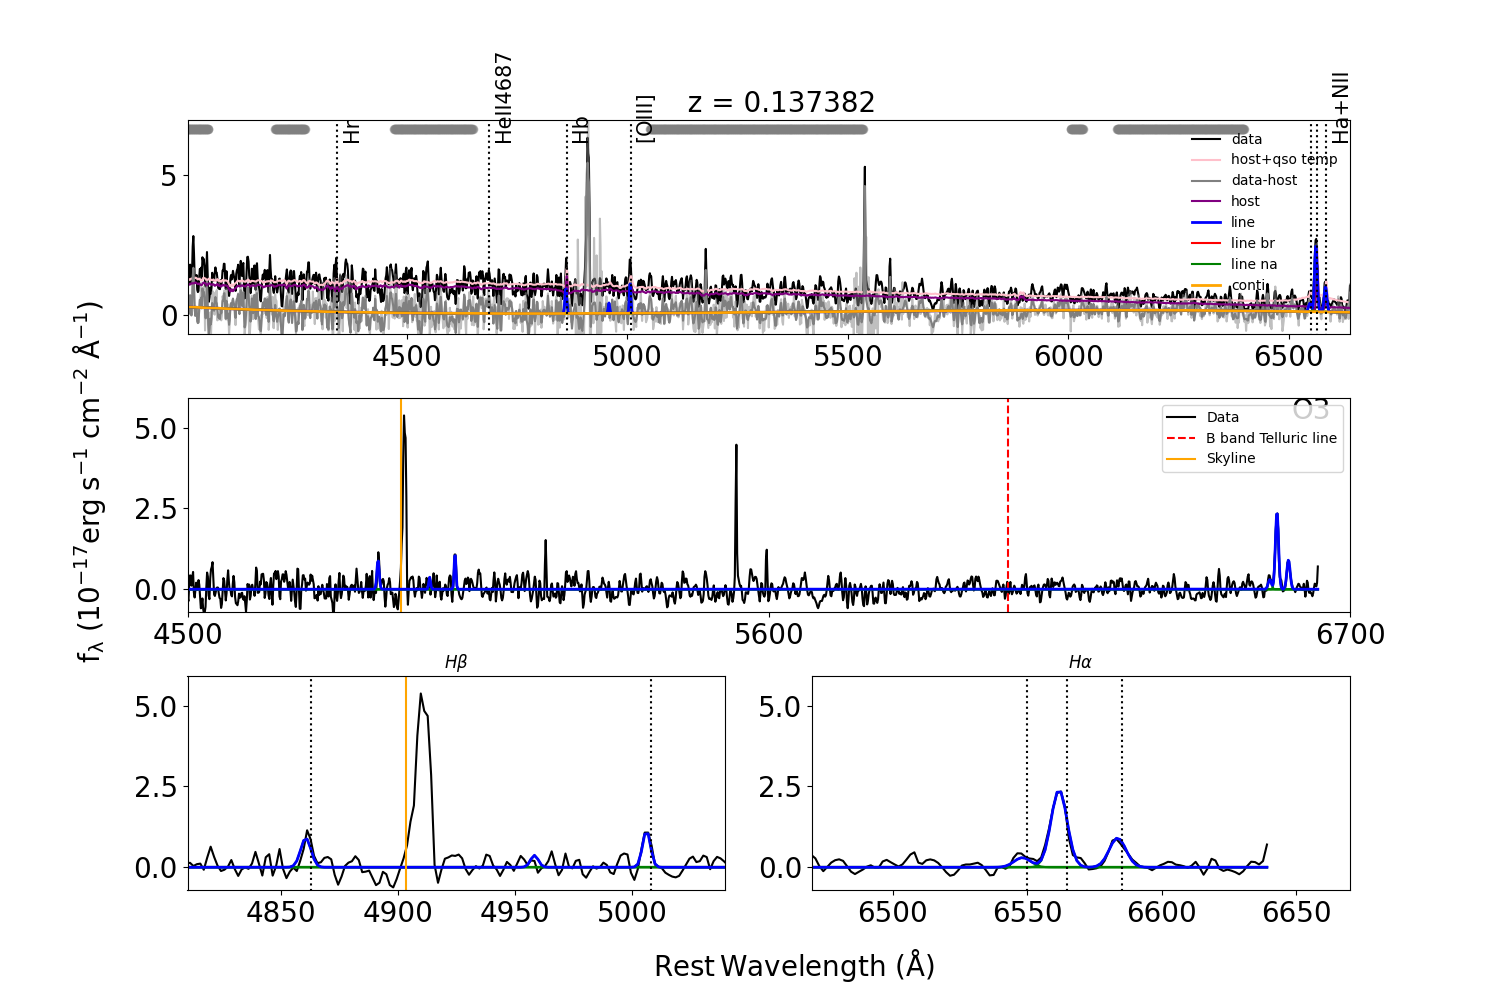 z = 0.137382
Hr
HeII4687
Hb
[OIII]
Ha+NII
data
host+qso temp
data-host
host
line
line br
line na
conti
5
0
4500
5000
5500
6000
6500
O3
Data
B band Telluric line
Skyline
5.0
2.5
0.0
4500
5600
6700
fλ (10−17erg s−1 cm−2 Å−1)
Hβ
5.0
2.5
0.0
4850
4900
4950
5000
Hα
5.0
2.5
0.0
6500
6550
6600
6650
Rest Wavelength (Å)